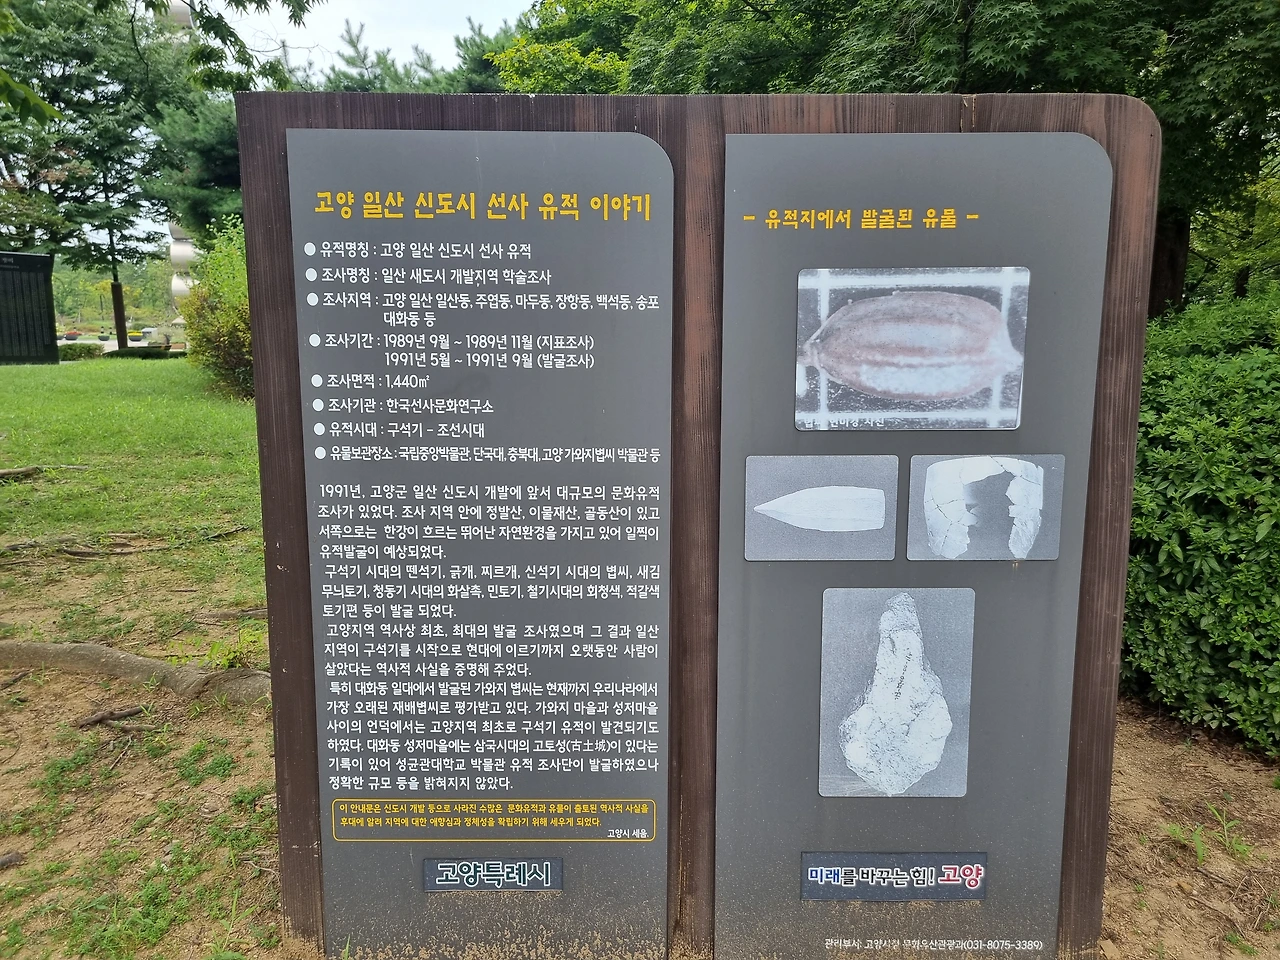 고양 일산 신도시 선사 유적 이야기
● 유적명칭 : 고양 일산 신도시 선사 유적
● 조사명칭 : 일산 새도시 개발지역 학술조사
● 조사지역 : 고양 일산 일산동, 주엽동, 마두동, 장항동, 백석동, 송포
대화동 등
● 조사기간 : 1989년 9월 ~ 1989년 11월 (지표조사)
1991년 5월 ~ 1991년 9월 (발굴조사)
● 조사면적 : 1,440㎡
● 조사기관 : 한국선사문화연구소
● 유적시대 : 구석기 - 조선시대
● 유물보관장소 : 국립중앙박물관, 단국대, 충북대, 고양 가와지볍씨 박물관 등
1991년, 고양군 일산 신도시 개발에 앞서 대규모의 문화유적
조사가 있었다. 조사 지역 안에 정발산, 이물재산, 골동산이 있고
서쪽으로는 한강이 흐르는 뛰어난 자연환경을 가지고 있어 일찍이
유적발굴이 예상되었다.
구석기 시대의 뗀석기, 긁개, 찌르개, 신석기 시대의 볍씨, 새김
무늬토기, 청동기 시대의 화살촉, 민토기, 철기시대의 회청색, 적갈색
토기편 등이 발굴 되었다.
고양지역 역사상 최초, 최대의 발굴 조사였으며 그 결과 일산
지역이 구석기를 시작으로 현대에 이르기까지 오랫동안 사람이
살았다는 역사적 사실을 증명해 주었다.
특히 대화동 일대에서 발굴된 가와지 볍씨는 현재까지 우리나라에서
가장 오래된 재배볍씨로 평가받고 있다. 가와지 마을과 성저마을
사이의 언덕에서는 고양지역 최초로 구석기 유적이 발견되기도
하였다. 대화동 성저마을에는 삼국시대의 고토성(古土城)이 있다는
기록이 있어 성균관대학교 박물관 유적 조사단이 발굴하였으나
정확한 규모 등을 밝혀지지 않았다.
이 안내문은 신도시 개발 등으로 사라진 수많은 문화유적과 유물이 출토된 역사적 사실을
후대에 알려 지역에 대한 애향심과 정체성을 확립하기 위해 세우게 되었다.
고양시 세움.
고양특례시
- 유적지에서 발굴된 유물 -
사진
미래를 바꾸는 힘! 고양
관리부서: 고양시청 문화유산관광과(031-8075-3389)